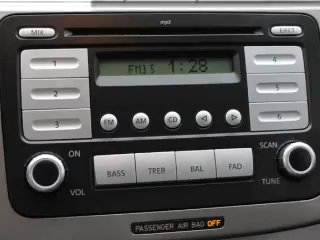 mp3
MIX
EJECT
FM3 5 1:28
1
4
2
5
3
6
FM
AM
CD
ON
SCAN
VOL
TUNE
BASS
TREB
BAL
FAD
PASSENGER AIR BAG OFF